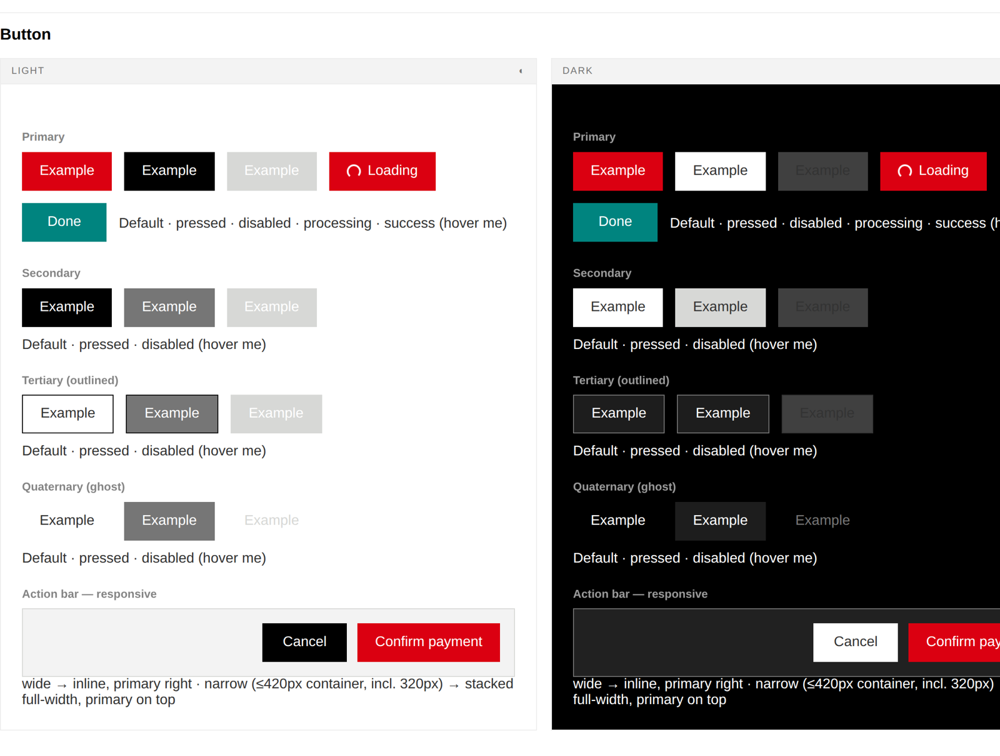 Button
LIGHT
Primary
Example Example Example Loading
Done Default · pressed · disabled · processing · success (hover me)
Secondary
Example Example Example
Default · pressed · disabled (hover me)
Tertiary (outlined)
Example Example Example
Default · pressed · disabled (hover me)
Quaternary (ghost)
Example Example Example
Default · pressed · disabled (hover me)
Action bar — responsive
Cancel Confirm payment
wide → inline, primary right · narrow (≤420px container, incl. 320px) → stacked
full-width, primary on top
DARK
Primary
Example Example Example Loading
Done Default · pressed · disabled · processing · success (h
Secondary
Example Example Example
Default · pressed · disabled (hover me)
Tertiary (outlined)
Example Example Example
Default · pressed · disabled (hover me)
Quaternary (ghost)
Example Example Example
Default · pressed · disabled (hover me)
Action bar — responsive
Cancel Confirm pay
wide → inline, primary right · narrow (≤420px container, incl. 320px)
full-width, primary on top